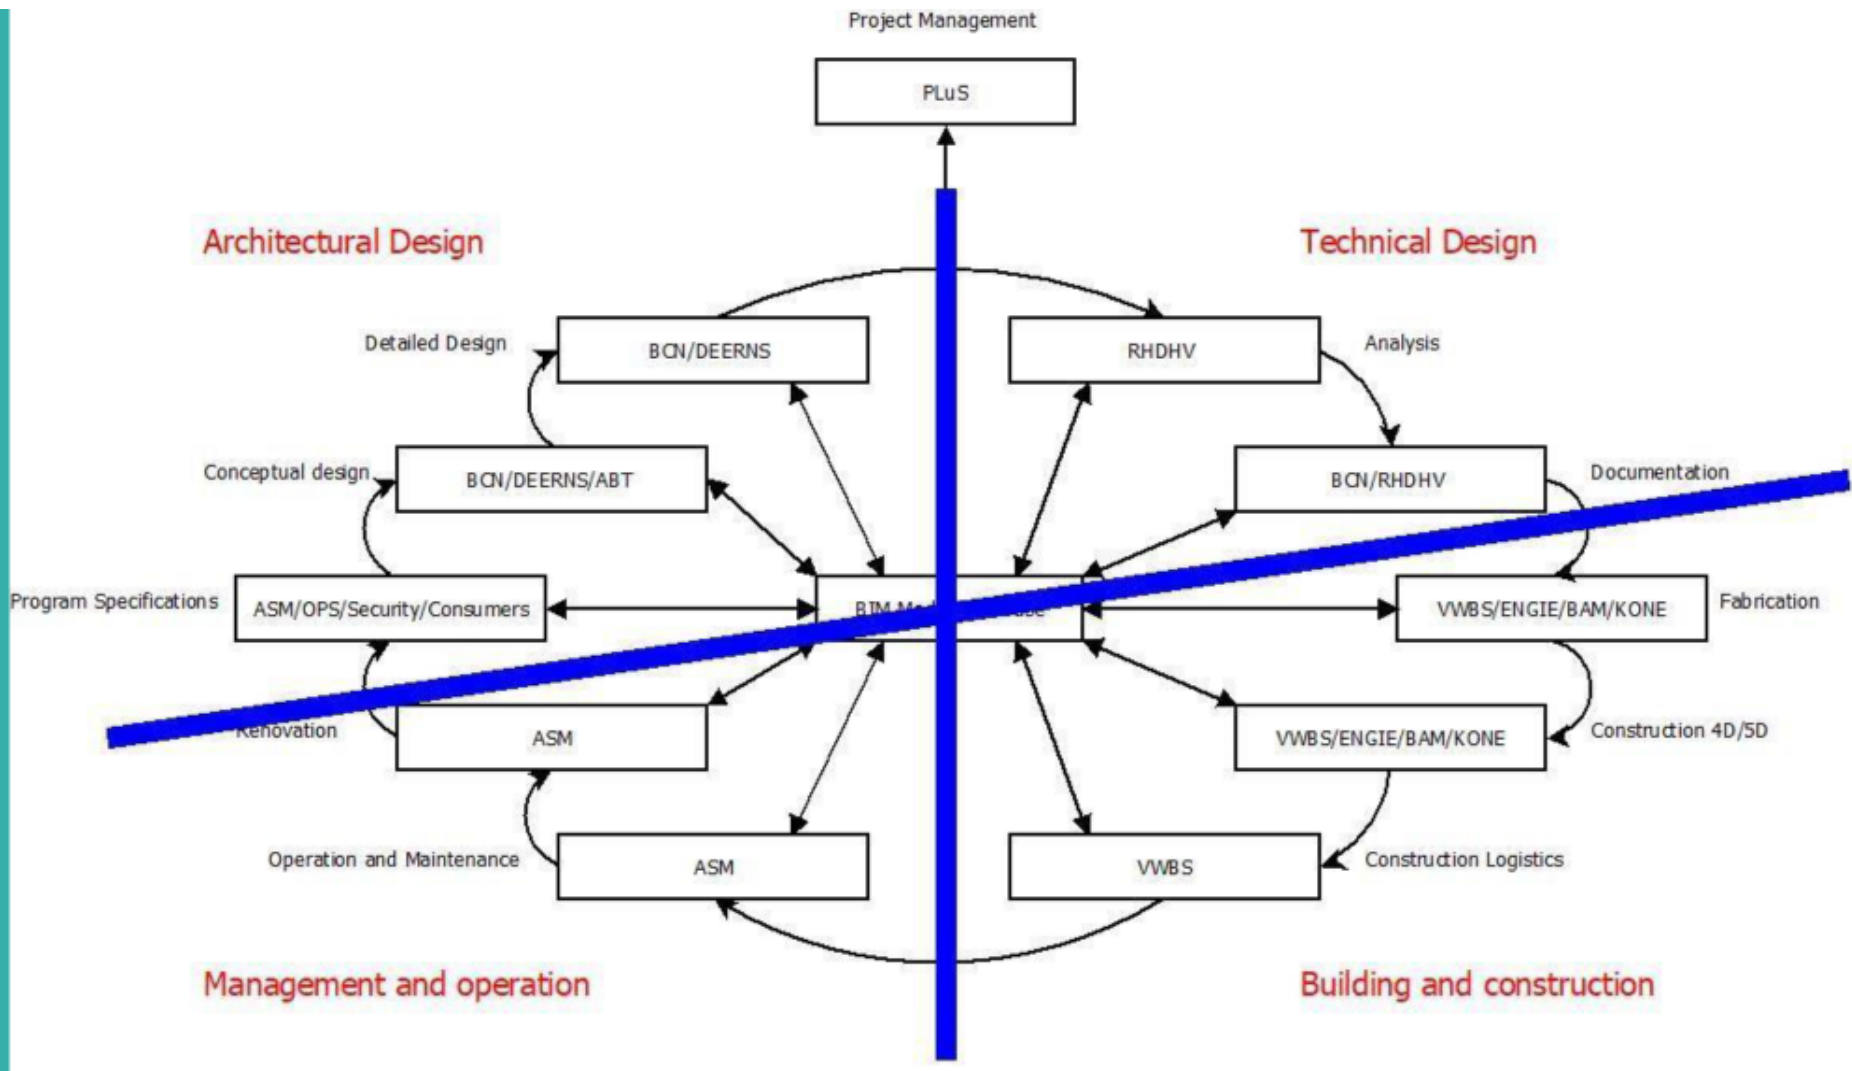 Project Management
PLuS
Architectural Design
Technical Design
Detailed Design
BCN/DEERNS
RHDHV
Analysis
Conceptual design
BCN/DEERNS/ABT
BCN/RHDHV
Documentation
Program Specifications
ASM/OPS/Security/Consumers
BIM
VWBS/ENGIE/BAM/KONE
Fabrication
Renovation
ASM
VWBS/ENGIE/BAM/KONE
Construction 4D/5D
Operation and Maintenance
ASM
VWBS
Construction Logistics
Management and operation
Building and construction